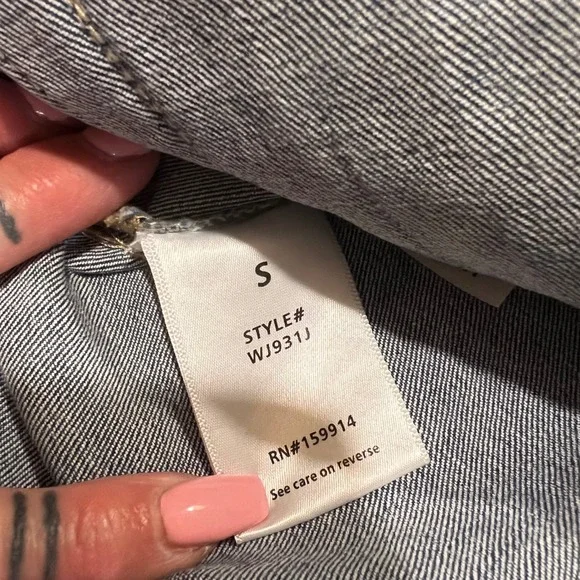 S
STYLE#
WJ931J
RN#159914
See care on reverse